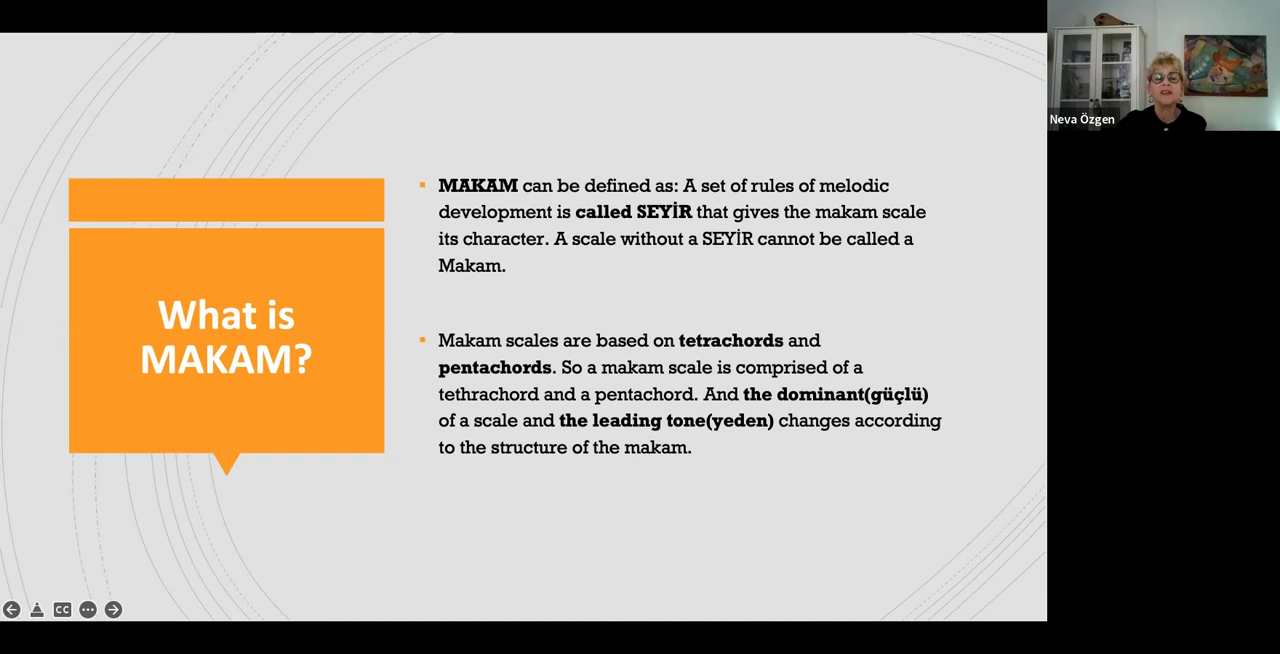 What is
MAKAM?
MAKAM can be defined as: A set of rules of melodic
development is called SEYİR that gives the makam scale
its character. A scale without a SEYİR cannot be called a
Makam.
Makam scales are based on tetrachords and
pentachords. So a makam scale is comprised of a
tethrachord and a pentachord. And the dominant(güçlü)
of a scale and the leading tone(yeden) changes according
to the structure of the makam.
Neva Özgen
CC